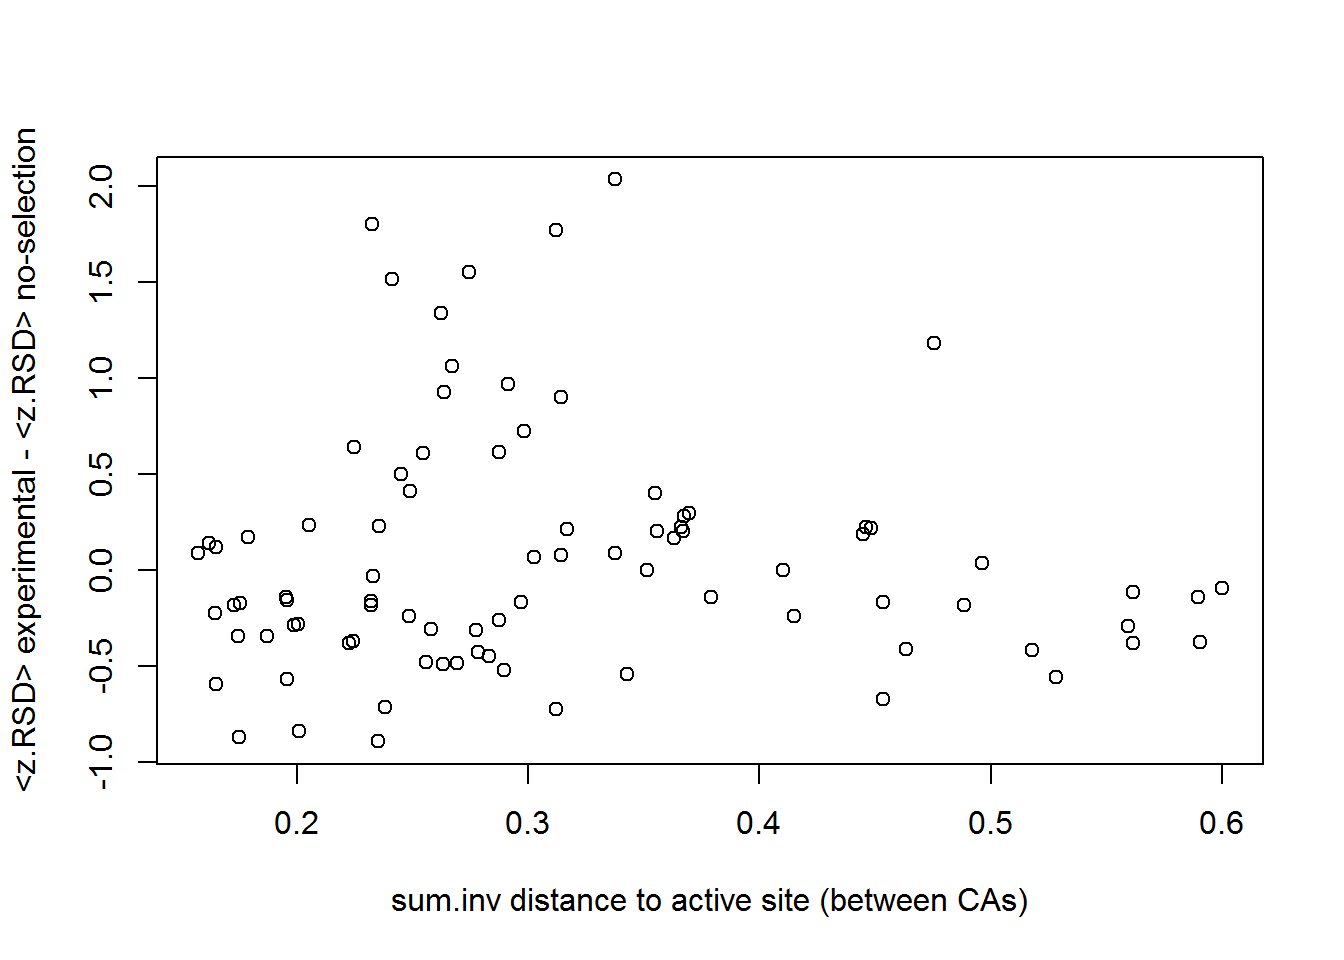 <z.RSD> experimental - <z.RSD> no-selection
2.0
1.5
1.0
0.5
0.0
-0.5
-1.0
0.2 0.3 0.4 0.5 0.6
sum.inv distance to active site (between CAs)